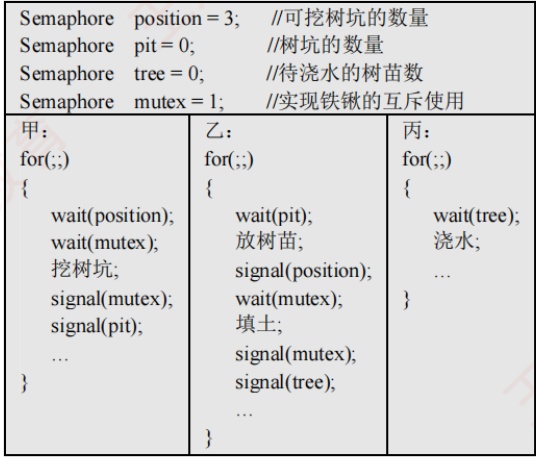 Semaphore position = 3; //可挖树坑的数量
Semaphore pit = 0; //树坑的数量
Semaphore tree = 0; //待浇水的树苗数
Semaphore mutex = 1; //实现铁锹的互斥使用
甲：
for(;;)
{
wait(position);
wait(mutex);
挖树坑;
signal(mutex);
signal(pit);
…
}
乙：
for(;;)
{
wait(pit);
放树苗;
signal(position);
wait(mutex);
填土;
signal(mutex);
signal(tree);
…
}
丙：
for(;;)
{
wait(tree);
浇水;
…
}